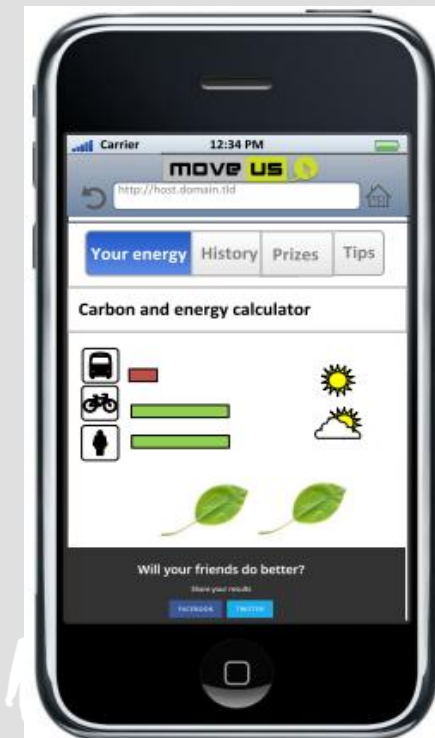 Carrier 12:34 PM
move us
http://host.domain.tld
Your energy History Prizes Tips
Carbon and energy calculator
Will your friends do better?
Share your results
FACEBOOK TWITTER